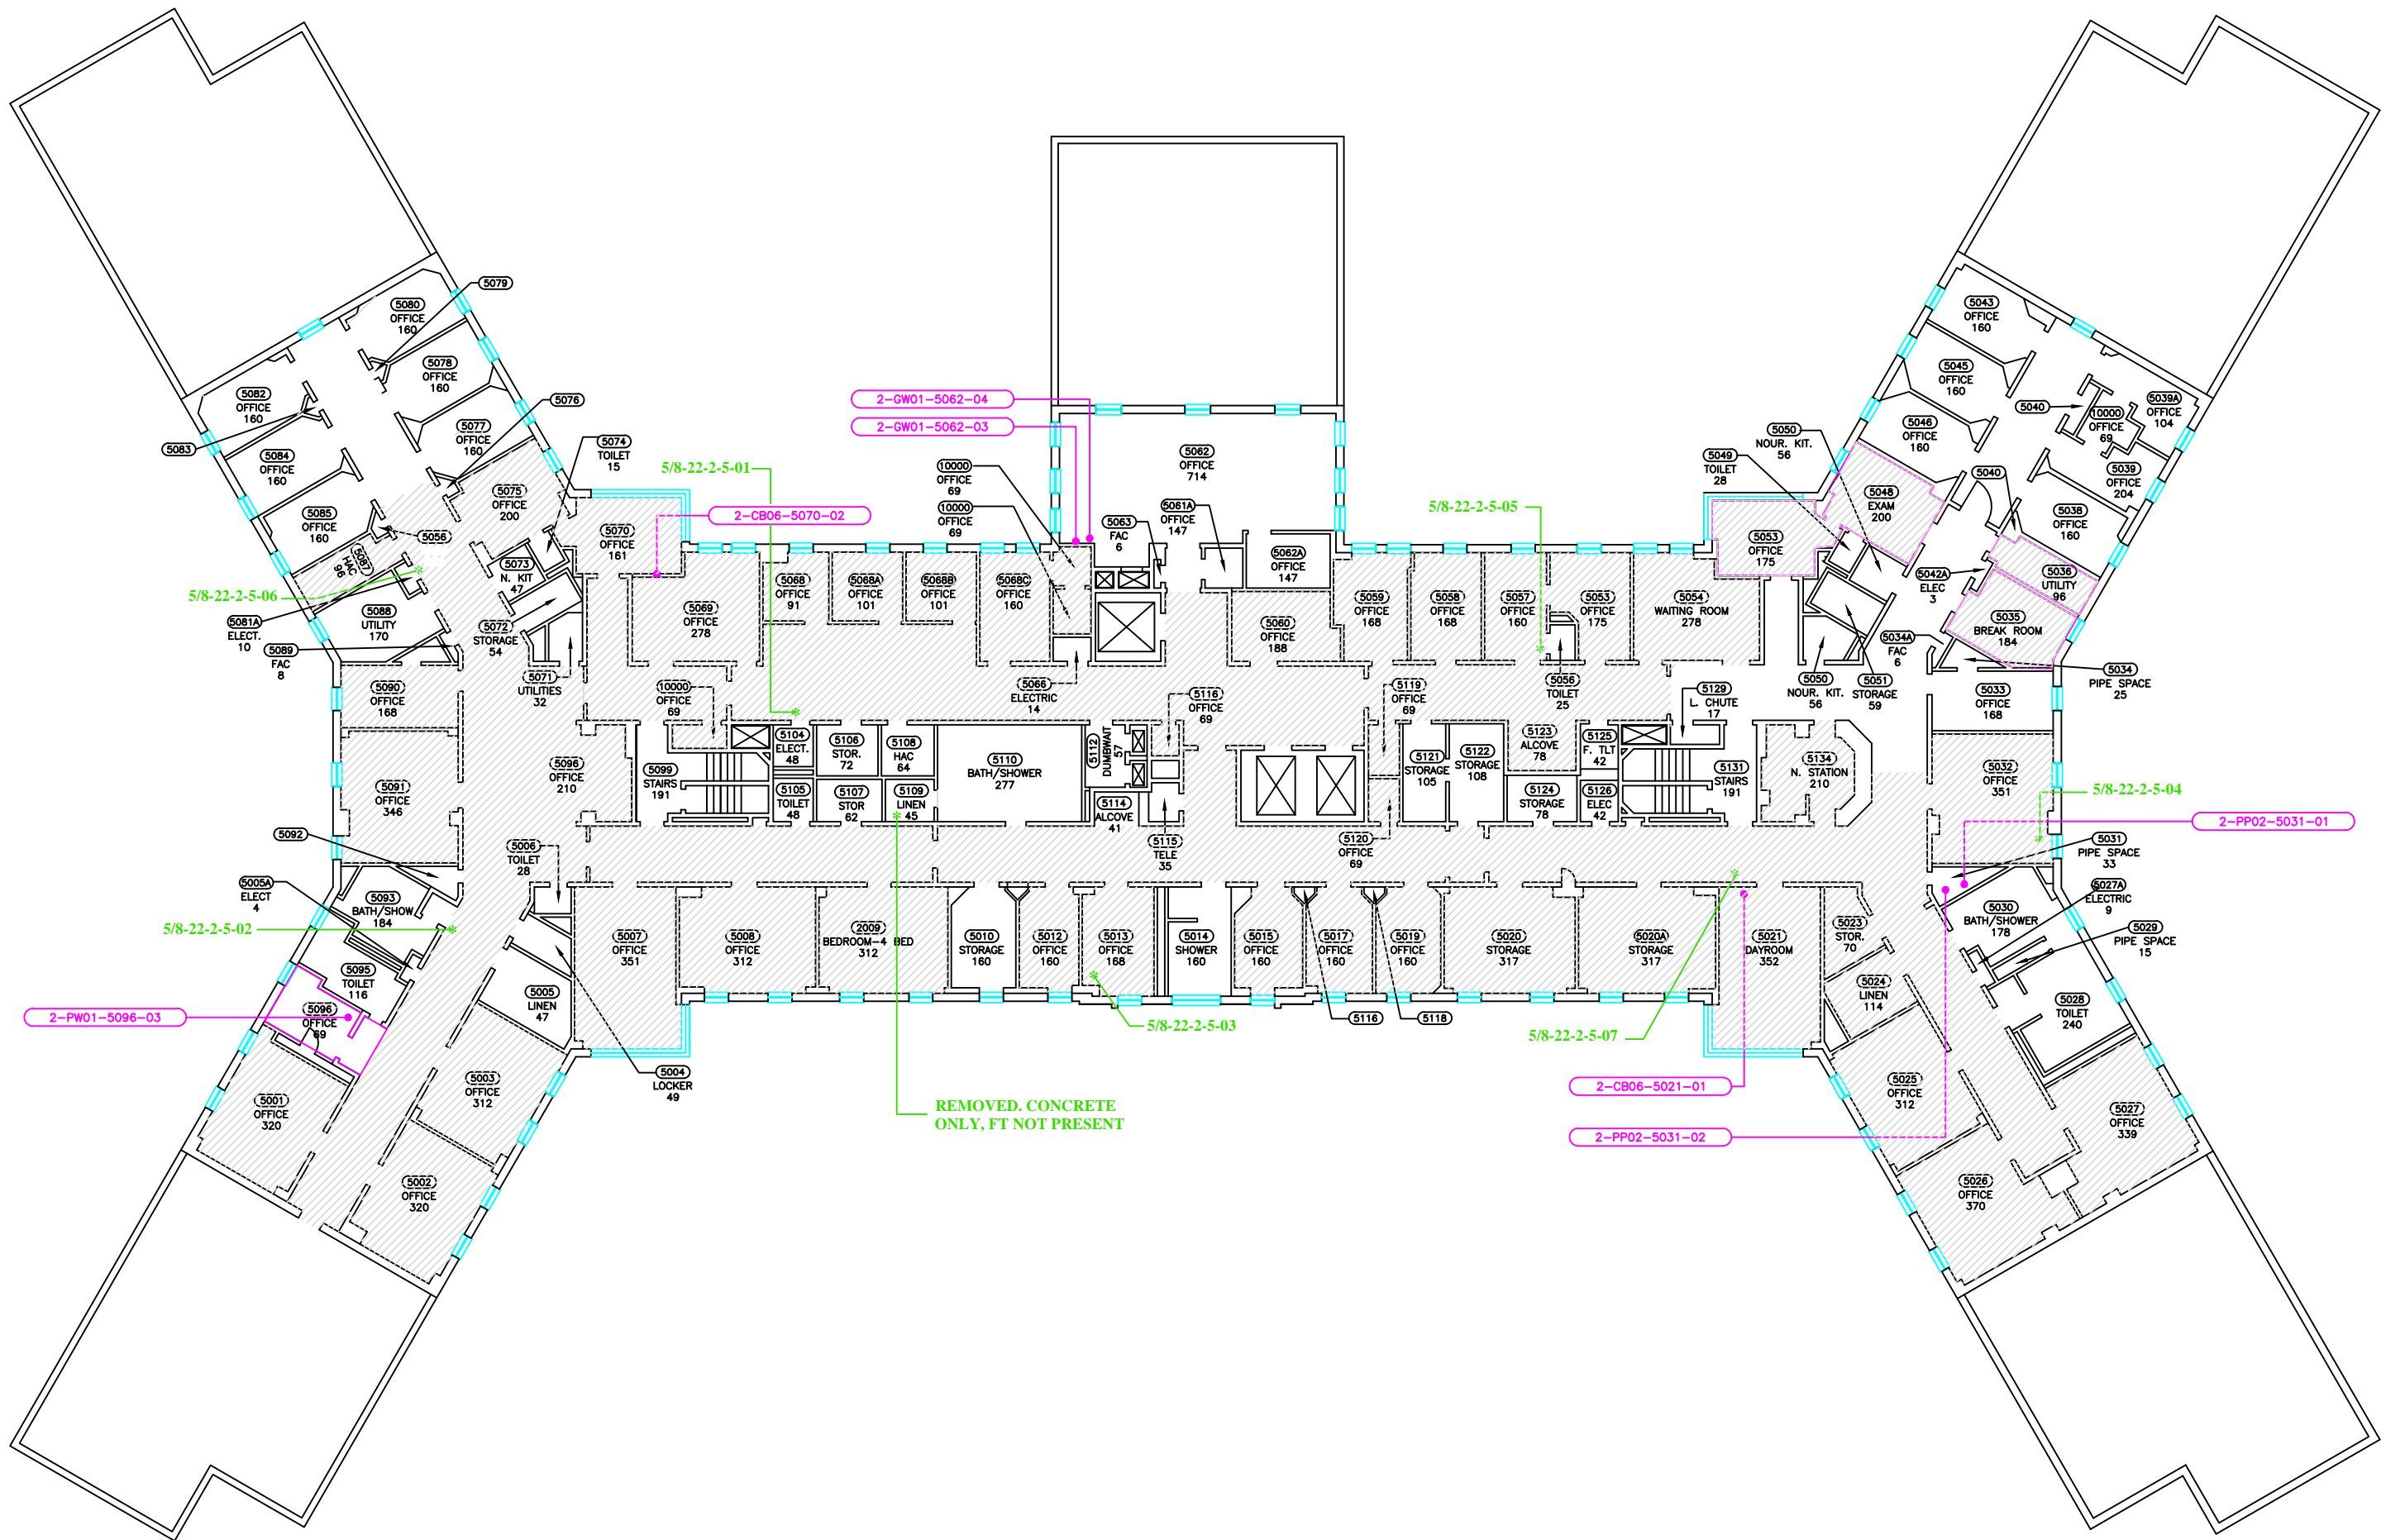 5079
5080
OFFICE
160
5078
OFFICE
160
5076
5082
OFFICE
160
5083
5077
OFFICE
160
5074
TOILET
15
5084
OFFICE
160
5075
OFFICE
200
5085
OFFICE
160
5056
5087
HAC
96
5/8-22-2-5-06
5073
N. KIT
47
5088
UTILITY
170
5081A
ELECT.
10
5072
STORAGE
54
5089
FAC
8
5071
UTILITIES
32
5090
OFFICE
168
5091
OFFICE
346
5096
OFFICE
210
5092
5006
TOILET
28
5005A
ELECT
4
5093
BATH/SHOW
184
5/8-22-2-5-02
5095
TOILET
116
5005
LINEN
47
2-PW01-5096-03
5096
OFFICE
69
5004
LOCKER
49
5003
OFFICE
312
5001
OFFICE
320
5002
OFFICE
320
2-GW01-5062-04
2-GW01-5062-03
5/8-22-2-5-01
2-CB06-5070-02
10000
OFFICE
69
10000
OFFICE
69
5070
OFFICE
161
5069
OFFICE
278
5068
OFFICE
91
5068A
OFFICE
101
5068B
OFFICE
101
5068C
OFFICE
160
5062
OFFICE
714
5063
FAC
6
5061A
OFFICE
147
5062A
OFFICE
147
5066
ELECTRIC
14
5060
OFFICE
188
5/8-22-2-5-05
5059
OFFICE
168
5058
OFFICE
168
5057
OFFICE
160
5053
OFFICE
175
5054
WAITING ROOM
278
5056
TOILET
25
10000
OFFICE
69
5116
OFFICE
69
5119
OFFICE
69
5129
L. CHUTE
17
5099
STAIRS
191
5104
ELECT.
48
5106
STOR.
72
5108
HAC
64
5110
BATH/SHOWER
277
5112
DUMBWAIT
57
5105
TOILET
48
5107
STOR
62
5109
LINEN
45
5114
ALCOVE
41
5115
TELE
35
5120
OFFICE
69
5121
STORAGE
105
5122
STORAGE
108
5123
ALCOVE
78
5124
STORAGE
78
5125
F. TLT
42
5126
ELEC
42
5131
STAIRS
191
5134
N. STATION
210
5007
OFFICE
351
5008
OFFICE
312
2009
BEDROOM-4 BED
312
5010
STORAGE
160
5012
OFFICE
160
5013
OFFICE
168
5014
SHOWER
160
5015
OFFICE
160
5017
OFFICE
160
5019
OFFICE
160
5020
STORAGE
317
5020A
STORAGE
317
5021
DAYROOM
352
5116
5118
5/8-22-2-5-03
5/8-22-2-5-07
REMOVED. CONCRETE
ONLY, FT NOT PRESENT
2-CB06-5021-01
2-PP02-5031-02
5043
OFFICE
160
5045
OFFICE
160
5039A
OFFICE
104
5040
10000
OFFICE
69
5046
OFFICE
160
5050
NOUR. KIT.
56
5049
TOILET
28
5039
OFFICE
204
5040
5048
EXAM
200
5038
OFFICE
160
5053
OFFICE
175
5042A
ELEC
3
5036
UTILITY
96
5035
BREAK ROOM
184
5034A
FAC
6
5034
PIPE SPACE
25
5050
NOUR. KIT.
56
5051
STORAGE
59
5033
OFFICE
168
5032
OFFICE
351
5/8-22-2-5-04
2-PP02-5031-01
5031
PIPE SPACE
33
5027A
ELECTRIC
9
5030
BATH/SHOWER
178
5029
PIPE SPACE
15
5023
STOR.
70
5024
LINEN
114
5028
TOILET
240
5025
OFFICE
312
5027
OFFICE
339
5026
OFFICE
370